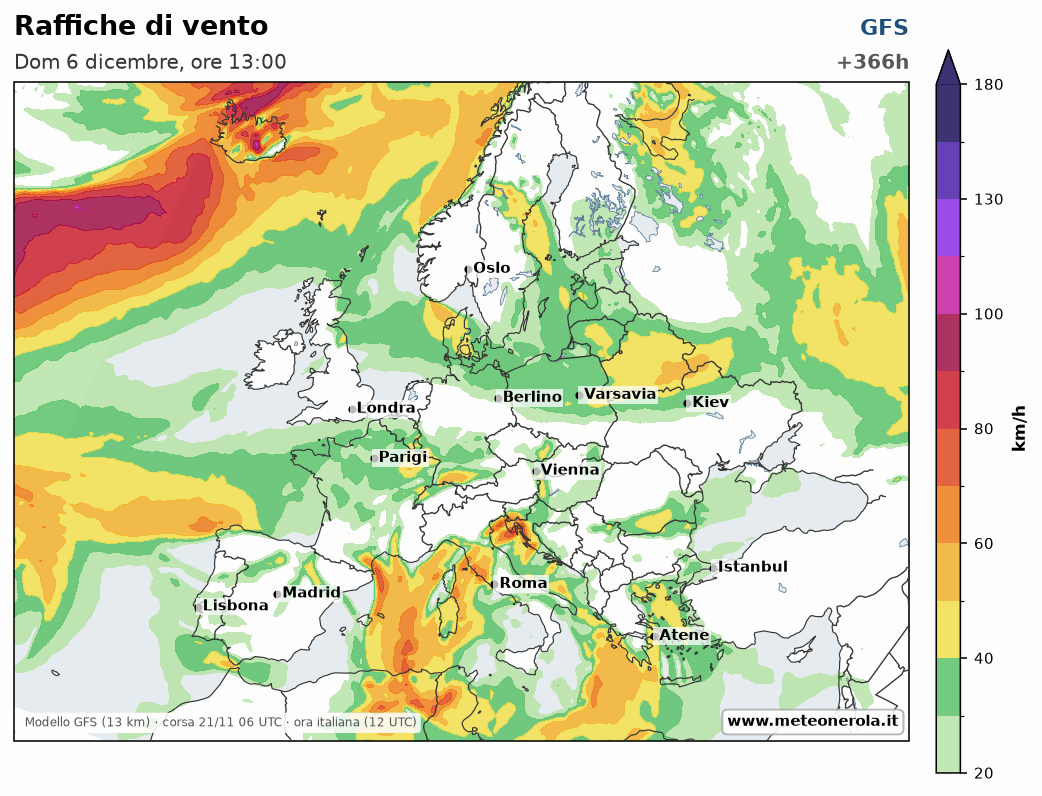 Raffiche di vento
GFS
Dom 6 dicembre, ore 13:00
+366h
180
130
100
80
60
40
20
km/h
Oslo
Berlino
Varsavia
Kiev
Londra
Parigi
Vienna
Istanbul
Roma
Madrid
Lisbona
Atene
Modello GFS (13 km) · corsa 21/11 06 UTC · ora italiana (12 UTC)
www.meteonerola.it